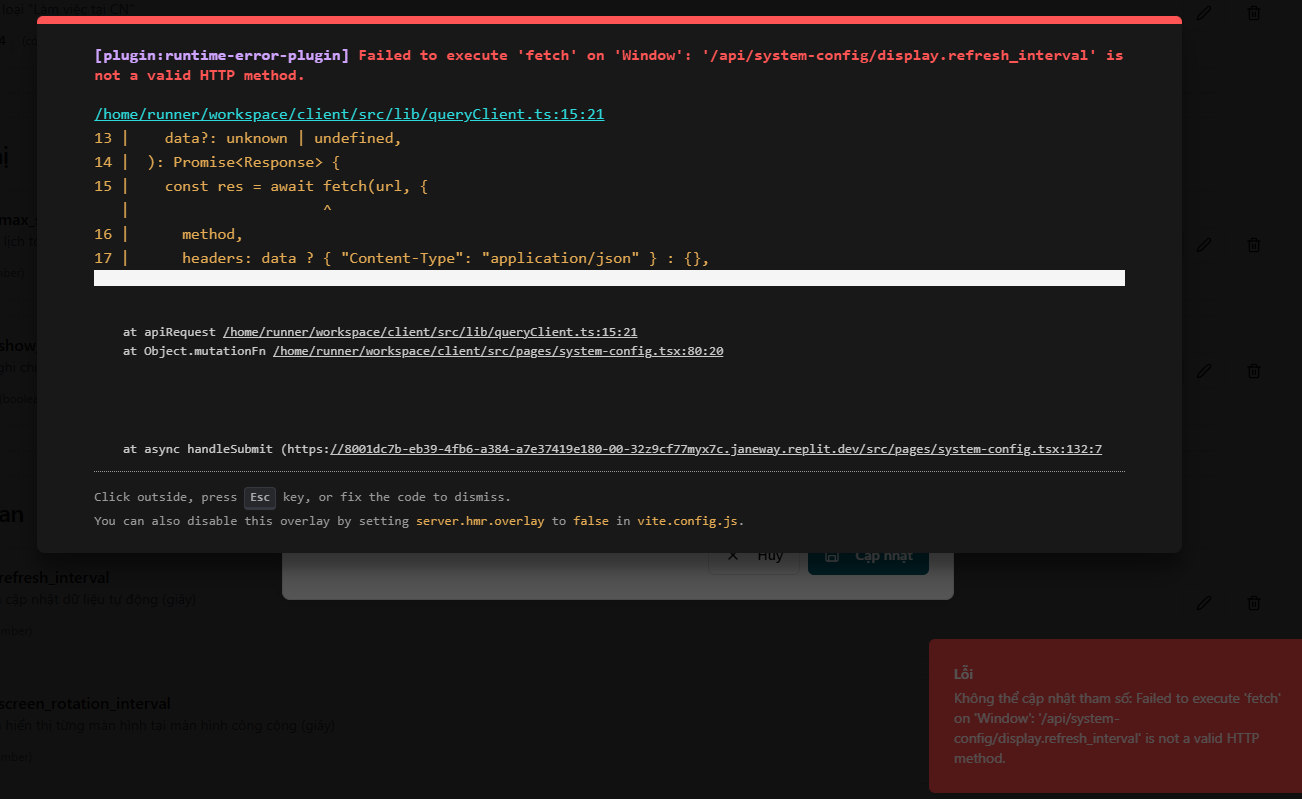 loại "Làm việc tại CN"
[plugin:runtime-error-plugin] Failed to execute 'fetch' on 'Window': '/api/system-config/display.refresh_interval' is
not a valid HTTP method.
/home/runner/workspace/client/src/lib/queryClient.ts:15:21
13 |    data?: unknown | undefined,
14 |  ): Promise<Response> {
15 |    const res = await fetch(url, {
   |                      ^
16 |      method,
17 |      headers: data ? { "Content-Type": "application/json" } : {},
at apiRequest /home/runner/workspace/client/src/lib/queryClient.ts:15:21
at Object.mutationFn /home/runner/workspace/client/src/pages/system-config.tsx:80:20
at async handleSubmit (https://8001dc7b-eb39-4fb6-a384-a7e37419e180-00-32z9cf77myx7c.janeway.replit.dev/src/pages/system-config.tsx:132:7
Click outside, press Esc key, or fix the code to dismiss.
You can also disable this overlay by setting server.hmr.overlay to false in vite.config.js.
Hủy
Cập nhật
refresh_interval
cập nhật dữ liệu tự động (giây)
screen_rotation_interval
hiển thị từng màn hình tại màn hình công cộng (giây)
Lỗi
Không thể cập nhật tham số: Failed to execute 'fetch'
on 'Window': '/api/system-
config/display.refresh_interval' is not a valid HTTP
method.